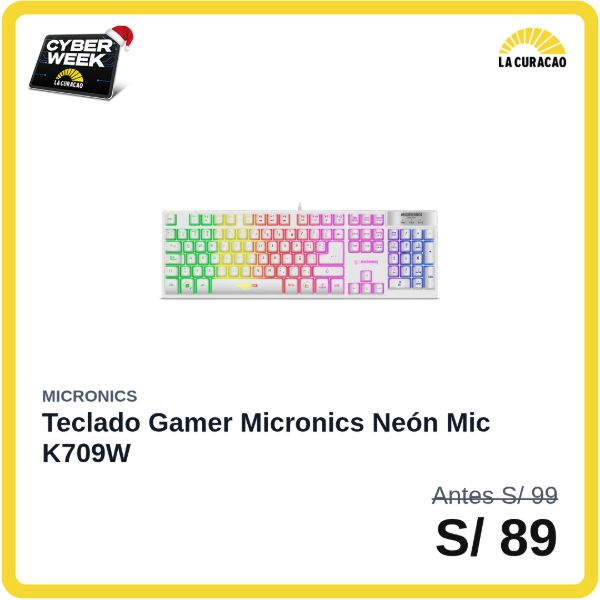 CYBER
WEEK
LA CURACAO
LA CURACAO
MICRONICS
Teclado Gamer Micronics Neón Mic
K709W
Antes S/ 99
S/ 89